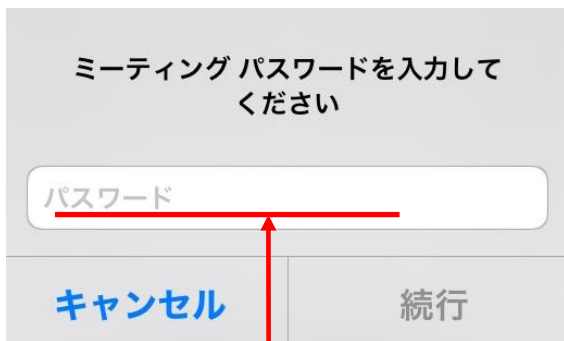 ミーティング パスワードを入力して
ください
パスワード
キャンセル
続行